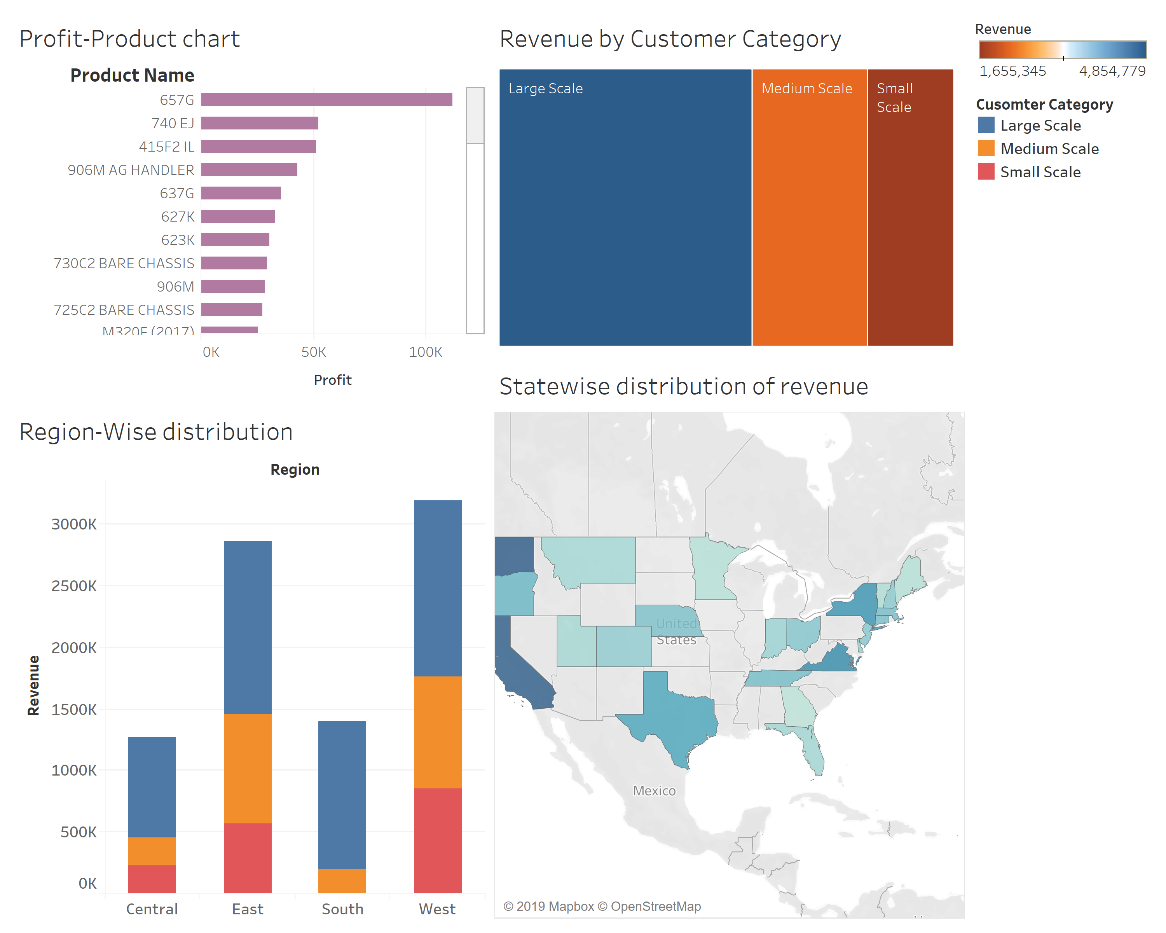 Profit-Product chart
Product Name
657G
740 EJ
415F2 IL
906M AG HANDLER
637G
627K
623K
730C2 BARE CHASSIS
906M
725C2 BARE CHASSIS
M320F (2017)
0K 50K 100K
Profit
Revenue by Customer Category
Large Scale
Medium Scale
Small
Scale
Revenue
1,655,345 4,854,779
Cusomter Category
Large Scale
Medium Scale
Small Scale
Region-Wise distribution
Region
Revenue
3000K
2500K
2000K
1500K
1000K
500K
0K
Central East South West
Statewise distribution of revenue
United
States
Mexico
© 2019 Mapbox © OpenStreetMap